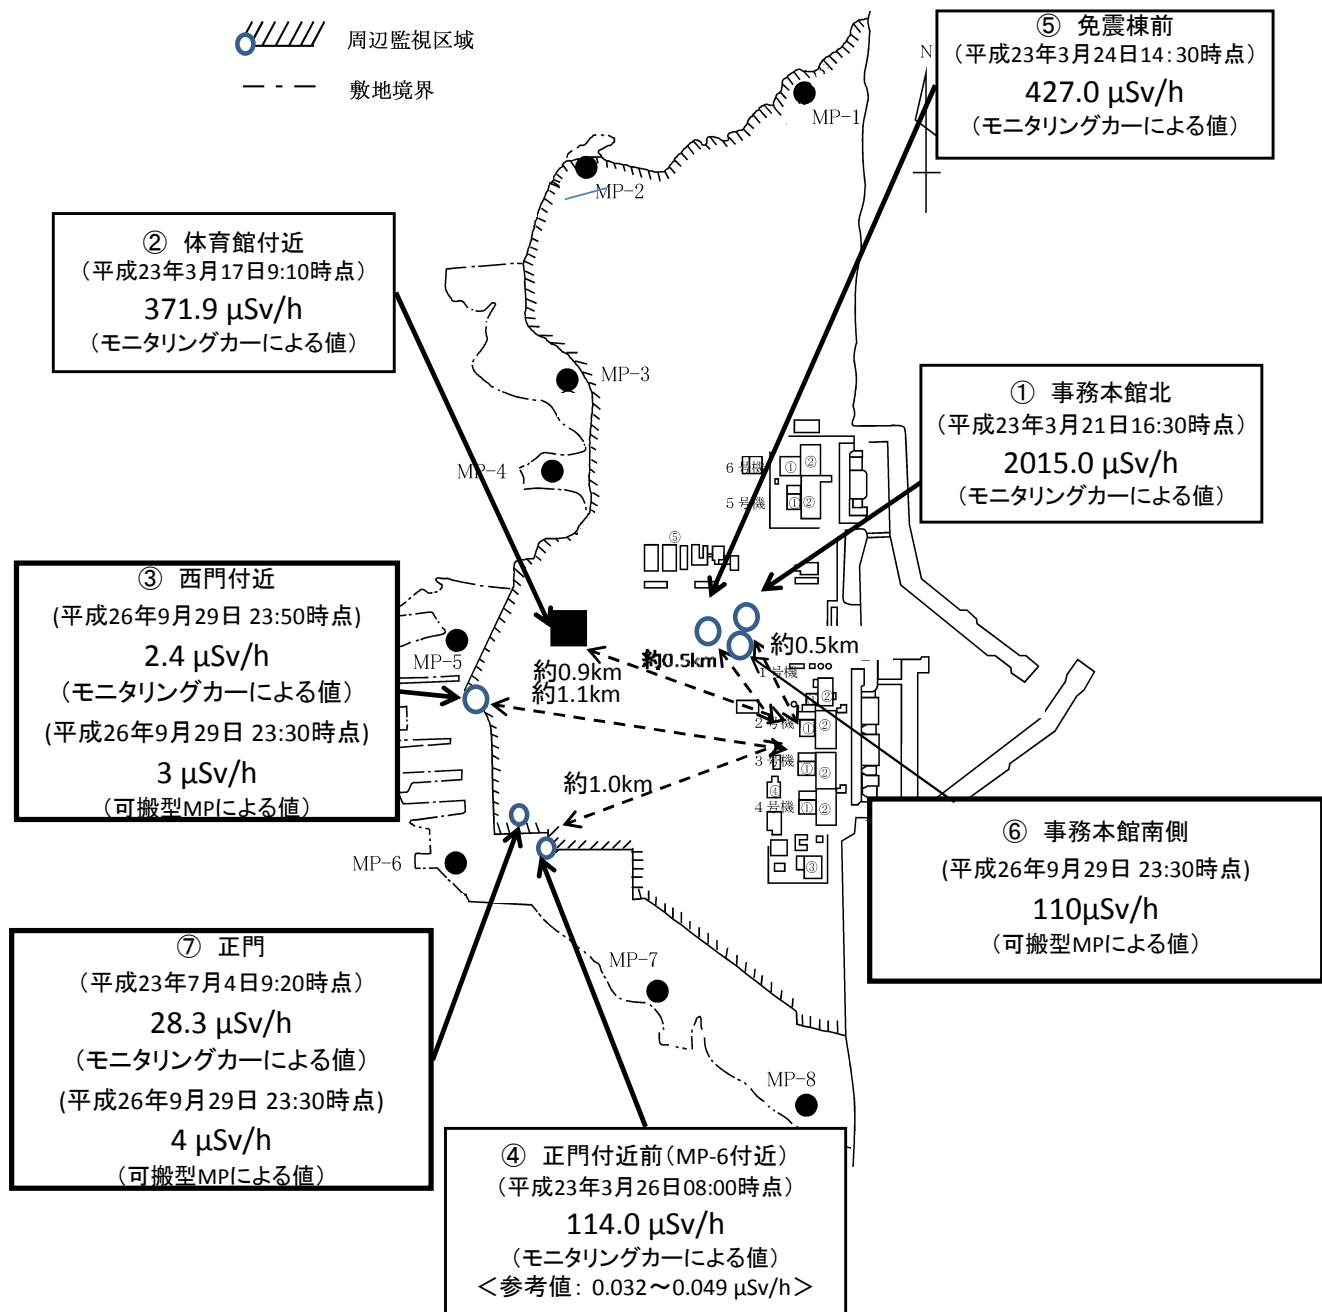 周辺監視区域
敷地境界
⑤ 免震棟前
(平成23年3月24日14:30時点)
427.0 μSv/h
(モニタリングカーによる値)
N
MP-1
MP-2
② 体育館付近
(平成23年3月17日9:10時点)
371.9 μSv/h
(モニタリングカーによる値)
MP-3
① 事務本館北
(平成23年3月21日16:30時点)
2015.0 μSv/h
(モニタリングカーによる値)
MP-4
6号機
① ②
5号機
① ②
⑤
③ 西門付近
(平成26年9月29日 23:50時点)
2.4 μSv/h
(モニタリングカーによる値)
(平成26年9月29日 23:30時点)
3 μSv/h
(可搬型MPによる値)
MP-5
約0.9km
約1.1km
約0.5km
約0.5km
1号機
②
2号機
① ②
3号機
① ②
約1.0km
④
4号機
① ②
③
MP-6
⑥ 事務本館南側
(平成26年9月29日 23:30時点)
110μSv/h
(可搬型MPによる値)
⑦ 正門
(平成23年7月4日9:20時点)
28.3 μSv/h
(モニタリングカーによる値)
(平成26年9月29日 23:30時点)
4 μSv/h
(可搬型MPによる値)
MP-7
MP-8
④ 正門付近前(MP-6付近)
(平成23年3月26日08:00時点)
114.0 μSv/h
(モニタリングカーによる値)
<参考値: 0.032~0.049 μSv/h>